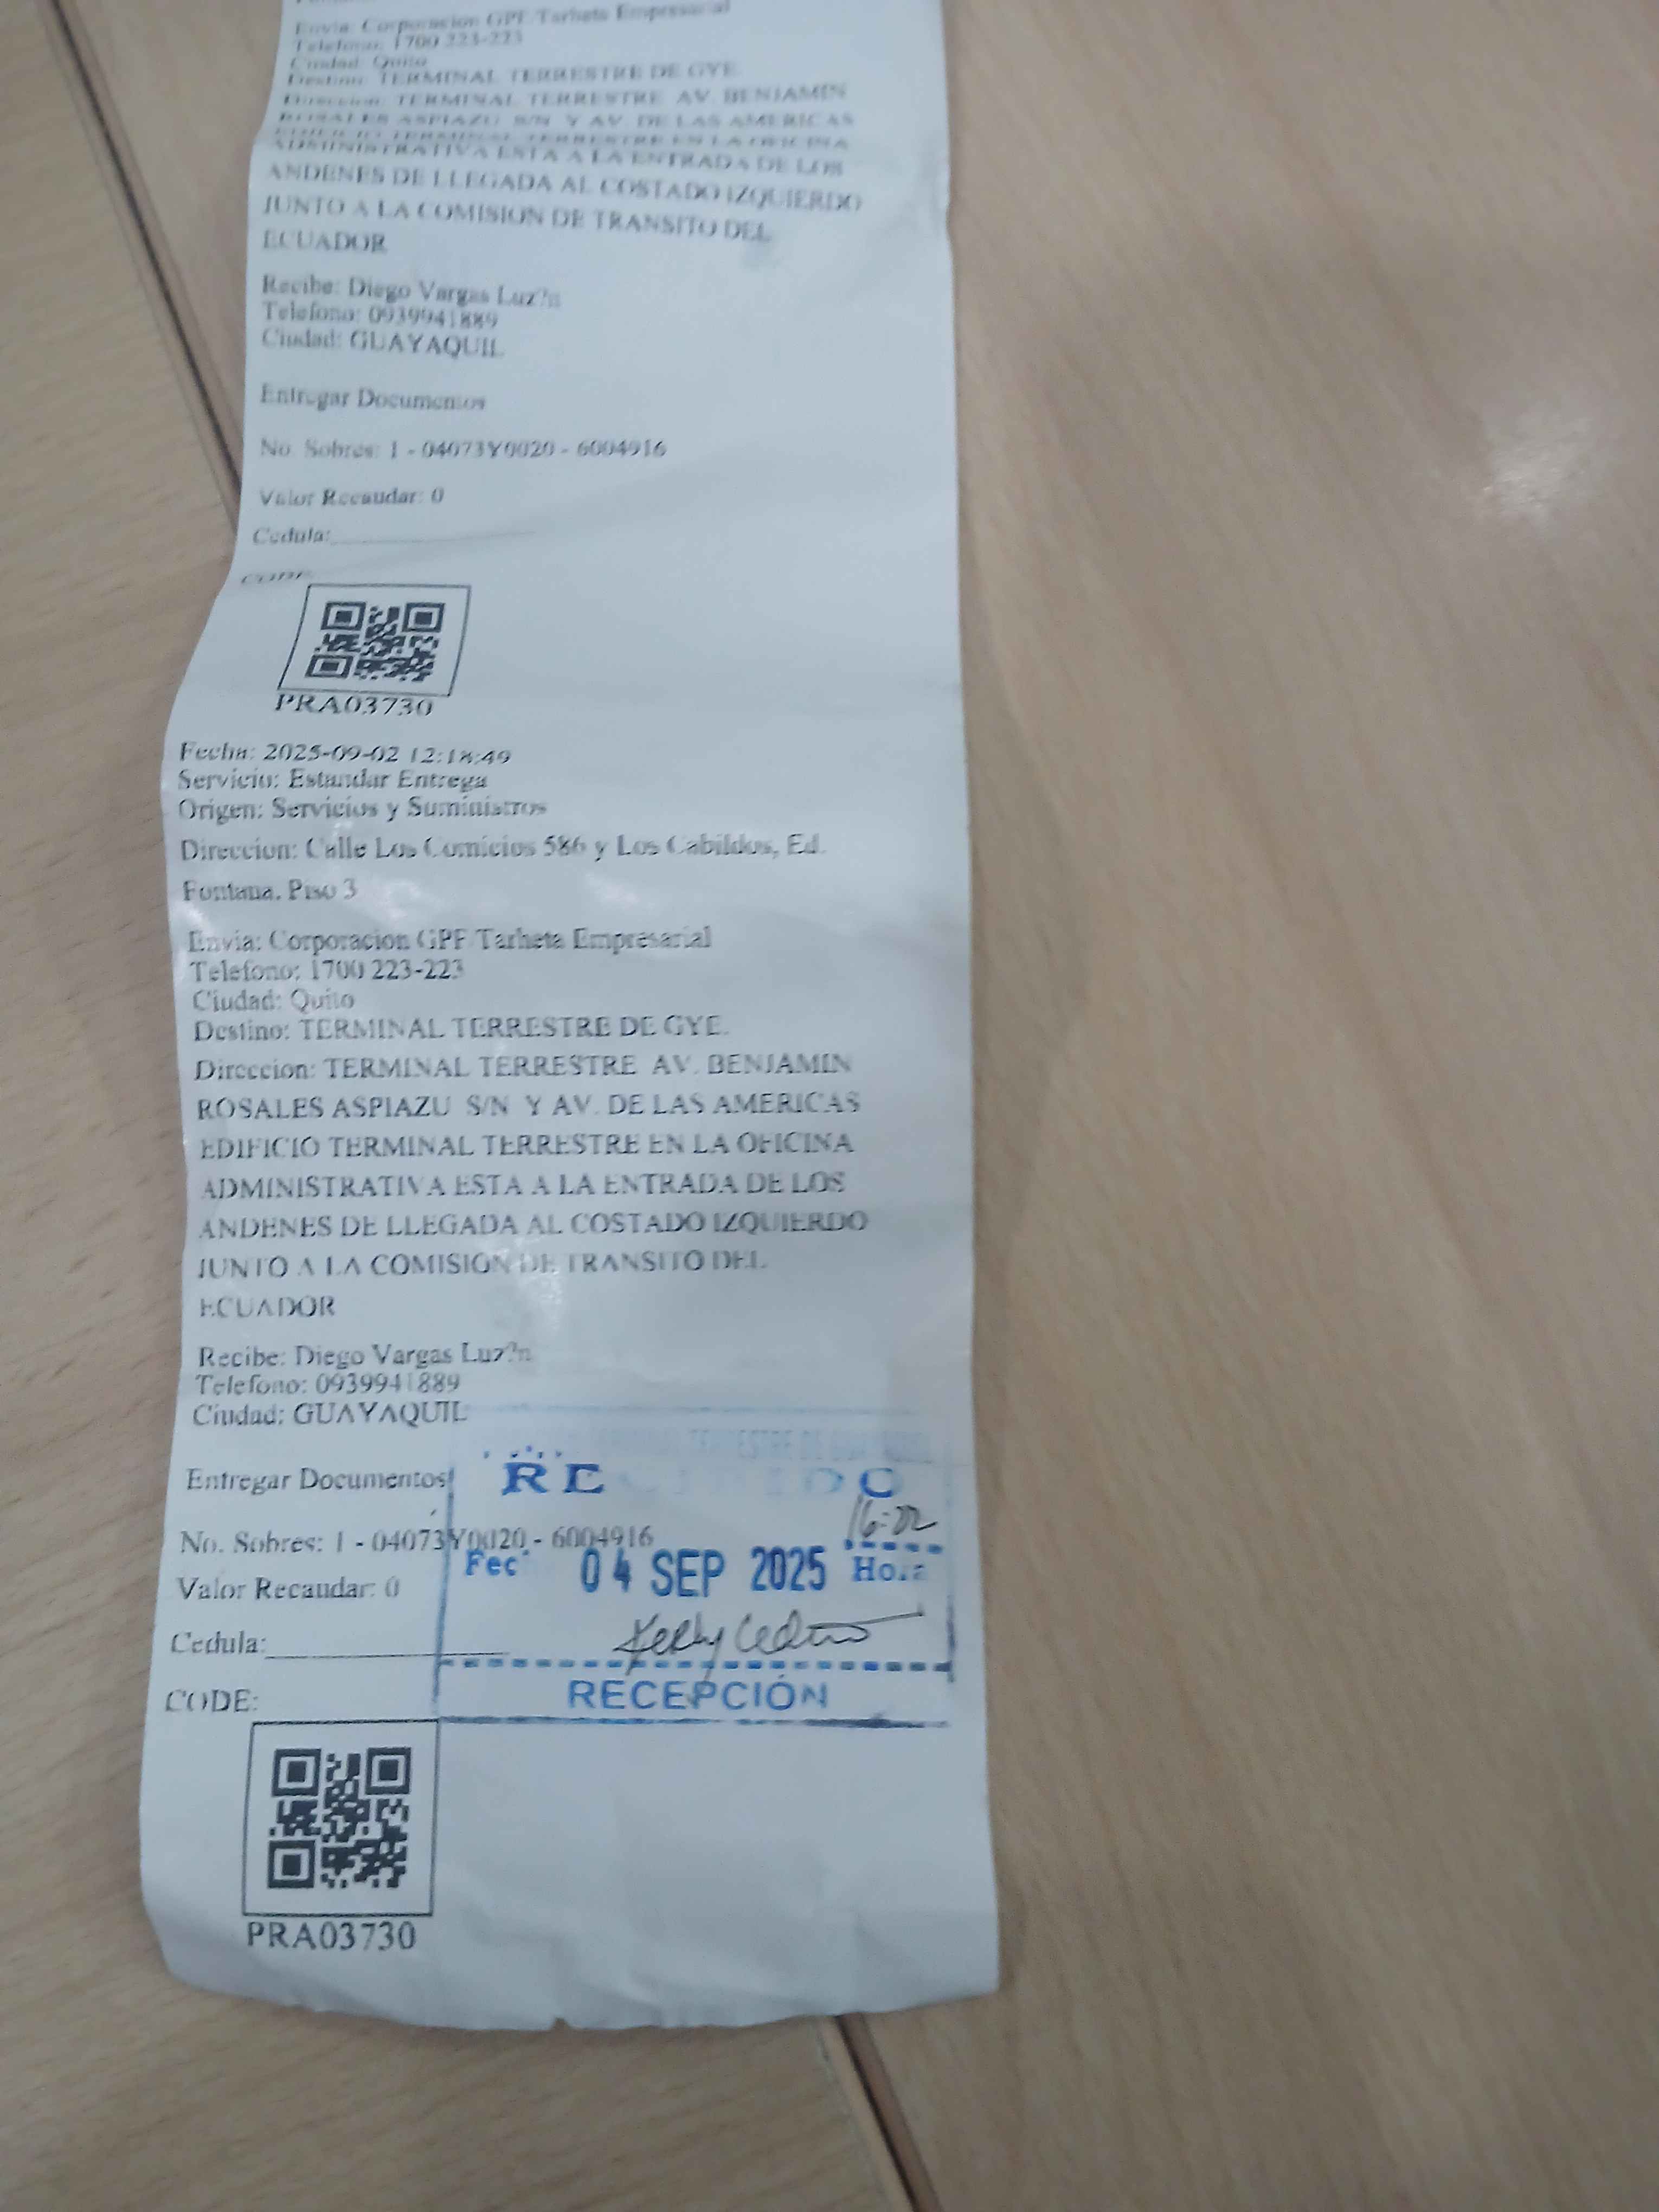 Envia: Corporacion GPF Tarheta Empresarial
Telefono: 1700 223-223
Ciudad: Quito
Destino: TERMINAL TERRESTRE DE GYE.
Direccion: TERMINAL TERRESTRE AV. BENJAMIN
ROSALES ASPIAZU S/N Y AV. DE LAS AMERICAS
EDIFICIO TERMINAL TERRESTRE EN LA OFICINA
ADMINISTRATIVA ESTA A LA ENTRADA DE LOS
ANDENES DE LLEGADA AL COSTADO IZQUIERDO
JUNTO A LA COMISION DE TRANSITO DEL
ECUADOR
Recibe: Diego Vargas Luz?n
Telefono: 0939941889
Ciudad: GUAYAQUIL
Entregar Documentos
No. Sobres: 1 - 04073Y0020 - 6004916
Valor Recaudar: 0
Cedula:
CODE:
PRA03730
Fecha: 2025-09-02 12:18:49
Servicio: Estandar Entrega
Origen: Servicios y Suministros
Direccion: Calle Los Comicios 586 y Los Cabildos, Ed.
Fontana. Piso 3
Envia: Corporacion GPF Tarheta Empresarial
Telefono: 1700 223-223
Ciudad: Quito
Destino: TERMINAL TERRESTRE DE GYE.
Direccion: TERMINAL TERRESTRE AV. BENJAMIN
ROSALES ASPIAZU S/N Y AV. DE LAS AMERICAS
EDIFICIO TERMINAL TERRESTRE EN LA OFICINA
ADMINISTRATIVA ESTA A LA ENTRADA DE LOS
ANDENES DE LLEGADA AL COSTADO IZQUIERDO
JUNTO A LA COMISION DE TRANSITO DEL
ECUADOR
Recibe: Diego Vargas Luz?n
Telefono: 0939941889
Ciudad: GUAYAQUIL
TERRESTRE DE
Entregar Documentos
RECIBIDO
No. Sobres: 1 - 04073Y0020 - 6004916
Valor Recaudar: 0
04 SEP 2025 Hora
Cedula:
RECEPCIÓN
CODE:
PRA03730